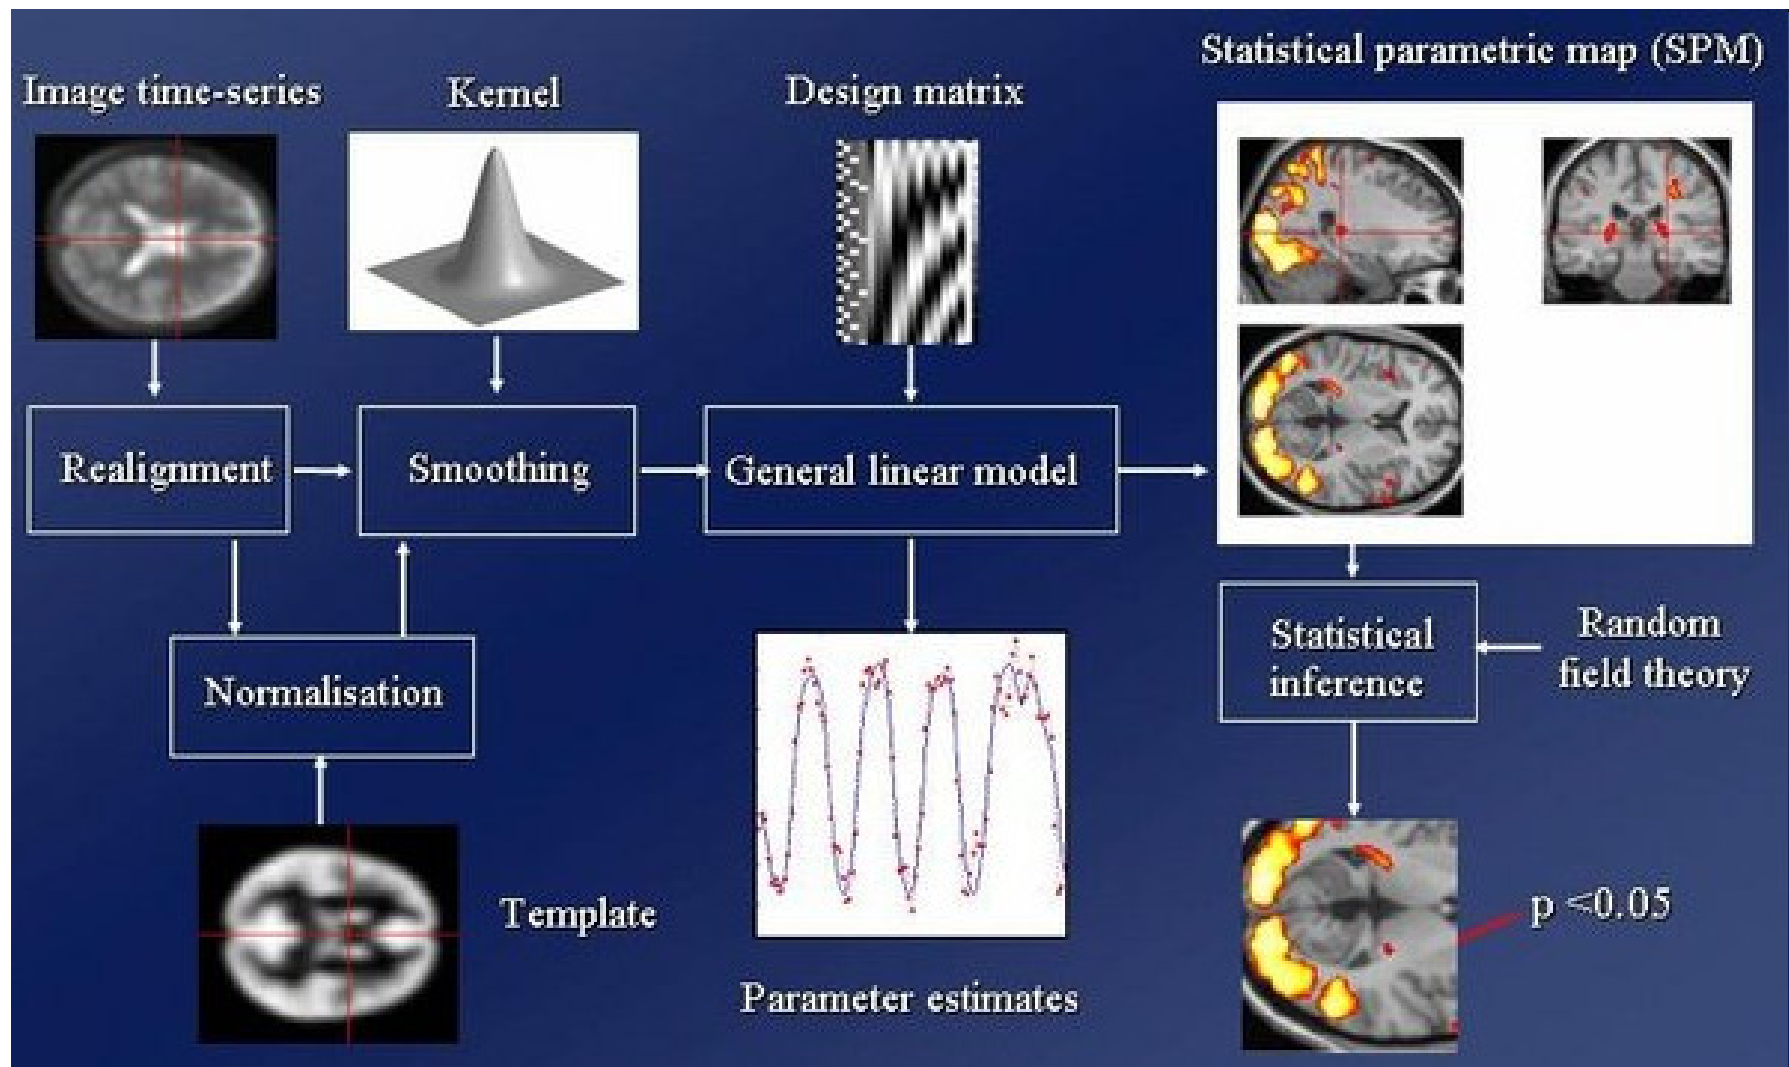 Statistical parametric map (SPM)
Image time-series
Kernel
Design matrix
Realignment
Smoothing
General linear model
Statistical
inference
Random
field theory
Normalisation
Template
p <0.05
Parameter estimates